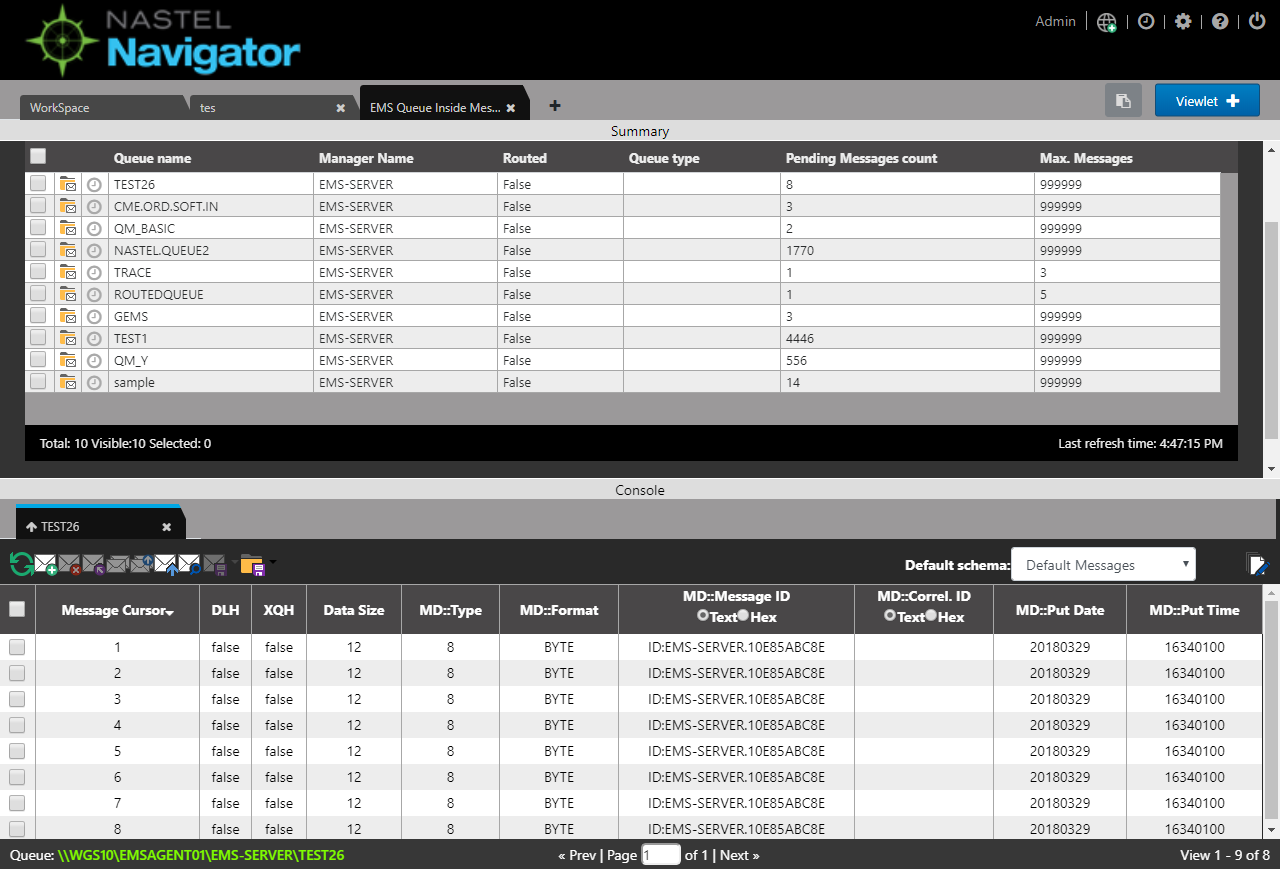 NASTEL
Navigator
Admin
WorkSpace tes EMS Queue Inside Mes... Viewlet
Summary
Queue name Manager Name Routed Queue type Pending Messages count Max. Messages
TEST26 EMS-SERVER False 8 999999
CME.ORD.SOFT.IN EMS-SERVER False 3 999999
QM_BASIC EMS-SERVER False 2 999999
NASTEL.QUEUE2 EMS-SERVER False 1770 999999
TRACE EMS-SERVER False 1 3
ROUTEDQUEUE EMS-SERVER False 1 5
GEMS EMS-SERVER False 3 999999
TEST1 EMS-SERVER False 4446 999999
QM_Y EMS-SERVER False 556 999999
sample EMS-SERVER False 14 999999
Total: 10 Visible:10 Selected: 0 Last refresh time: 4:47:15 PM
Console
TEST26
Default schema: Default Messages
Message Cursor DLH XQH Data Size MD::Type MD::Format MD::Message ID Text Hex MD::Correl. ID Text Hex MD::Put Date MD::Put Time
1 false false 12 8 BYTE ID:EMS-SERVER.10E85ABC8E 20180329 16340100
2 false false 12 8 BYTE ID:EMS-SERVER.10E85ABC8E 20180329 16340100
3 false false 12 8 BYTE ID:EMS-SERVER.10E85ABC8E 20180329 16340100
4 false false 12 8 BYTE ID:EMS-SERVER.10E85ABC8E 20180329 16340100
5 false false 12 8 BYTE ID:EMS-SERVER.10E85ABC8E 20180329 16340100
6 false false 12 8 BYTE ID:EMS-SERVER.10E85ABC8E 20180329 16340100
7 false false 12 8 BYTE ID:EMS-SERVER.10E85ABC8E 20180329 16340100
8 false false 12 8 BYTE ID:EMS-SERVER.10E85ABC8E 20180329 16340100
Queue: \\WGS10\EMSAGENT01\EMS-SERVER\TEST26 « Prev | Page 1 of 1 | Next » View 1 - 9 of 8